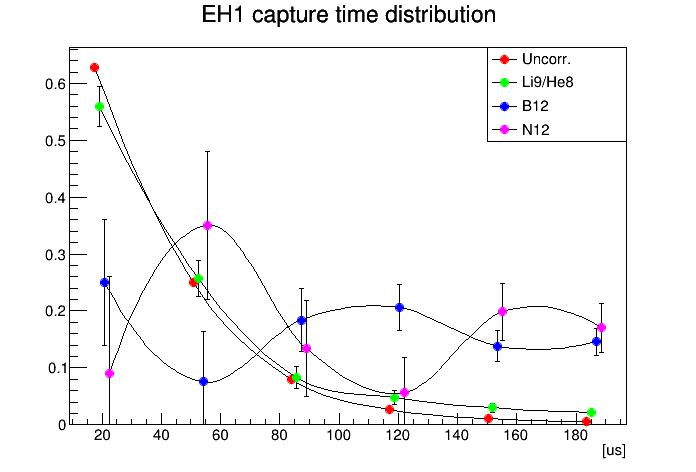 EH1 capture time distribution
Uncorr.
Li9/He8
B12
N12
0.6
0.5
0.4
0.3
0.2
0.1
0
20 40 60 80 100 120 140 160 180
[us]